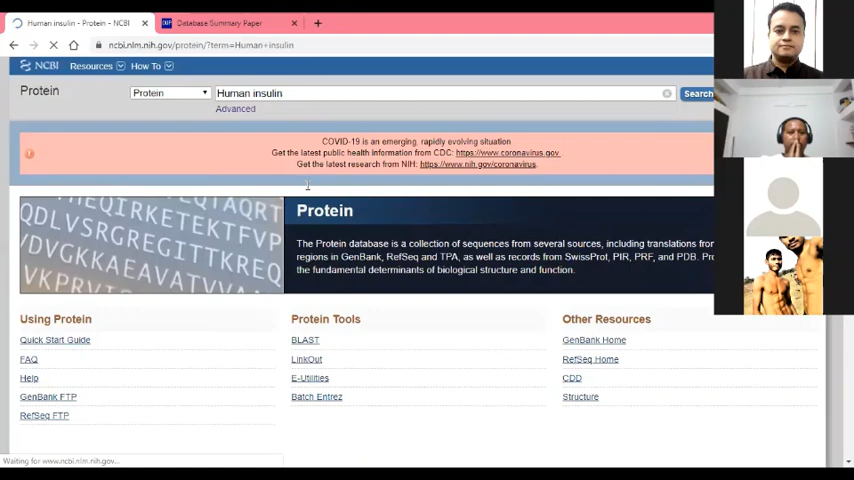 Human insulin - Protein - NCBI
Database Summary Paper
ncbi.nlm.nih.gov/protein/?term=Human+insulin
NCBI Resources How To
Protein Protein Human insulin Search
Advanced
COVID-19 is an emerging, rapidly evolving situation
Get the latest public health information from CDC: https://www.coronavirus.gov
Get the latest research from NIH: https://www.nih.gov/coronavirus.
QDLVSRGREGITTKRE
VDVGKKAEAVATVVA
Protein
The Protein database is a collection of sequences from several sources, including translations from
regions in GenBank, RefSeq and TPA, as well as records from SwissProt, PIR, PRF, and PDB. Pro
the fundamental determinants of biological structure and function.
Using Protein
Quick Start Guide
FAQ
Help
GenBank FTP
RefSeq FTP
Protein Tools
BLAST
LinkOut
E-Utilities
Batch Entrez
Other Resources
GenBank Home
RefSeq Home
CDD
Structure
Waiting for www.ncbi.nlm.nih.gov...